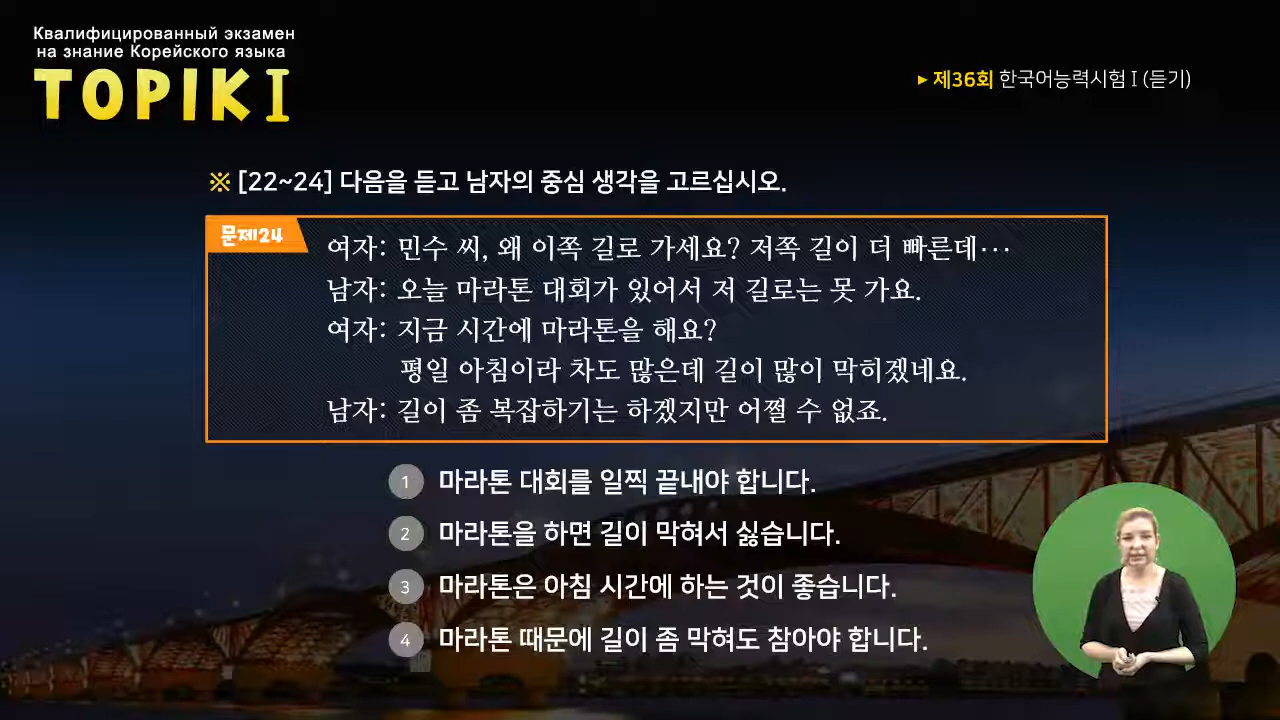 Квалифицированный экзамен
на знание Корейского языка
TOPIK I
▶ 제36회 한국어능력시험 I (듣기)
※ [22~24] 다음을 듣고 남자의 중심 생각을 고르십시오.
문제24
여자: 민수 씨, 왜 이쪽 길로 가세요? 저쪽 길이 더 빠른데···
남자: 오늘 마라톤 대회가 있어서 저 길로는 못 가요.
여자: 지금 시간에 마라톤을 해요?
평일 아침이라 차도 많은데 길이 많이 막히겠네요.
남자: 길이 좀 복잡하기는 하겠지만 어쩔 수 없죠.
1 마라톤 대회를 일찍 끝내야 합니다.
2 마라톤을 하면 길이 막혀서 싫습니다.
3 마라톤은 아침 시간에 하는 것이 좋습니다.
4 마라톤 때문에 길이 좀 막혀도 참아야 합니다.